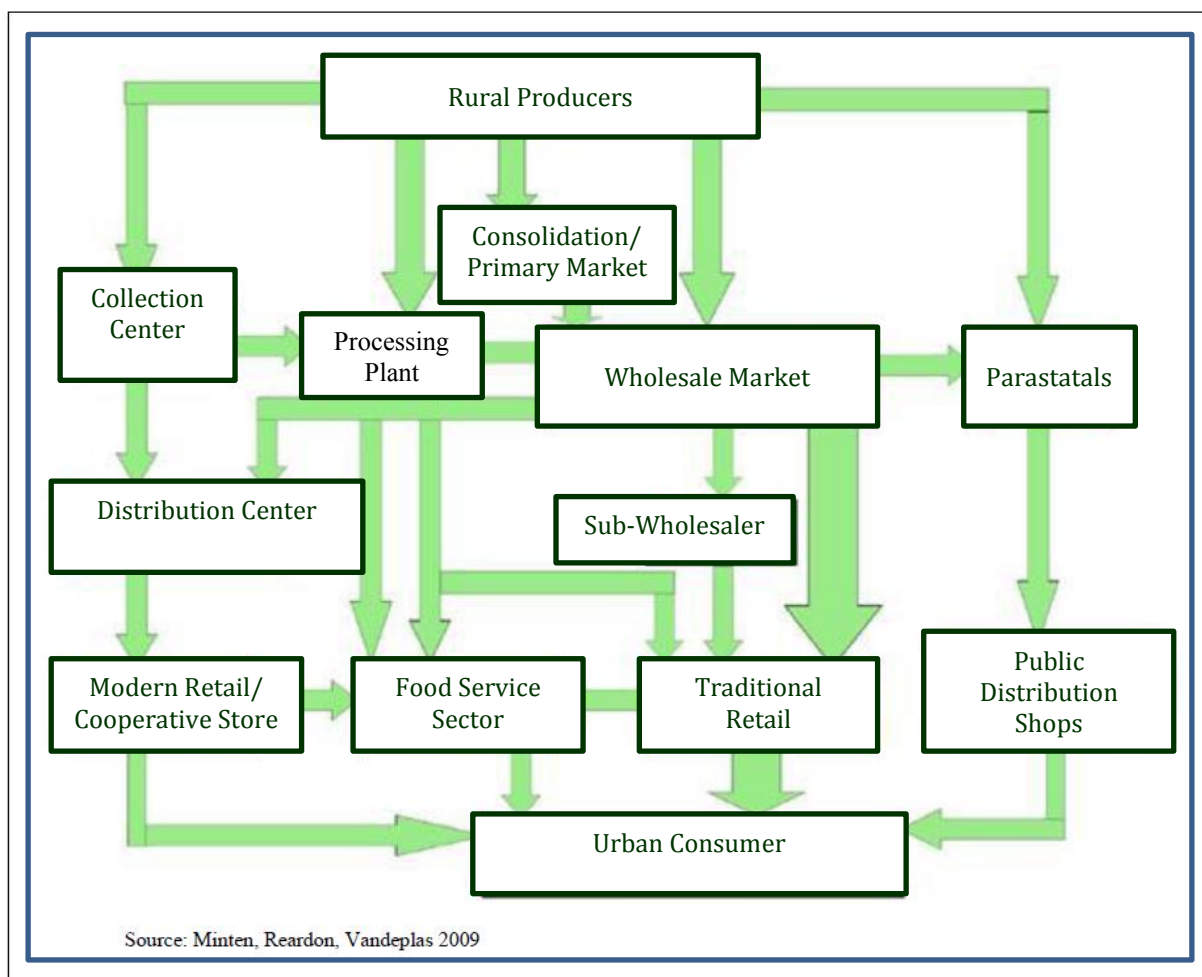 Rural Producers
Consolidation/
Primary Market
Collection
Center
Processing
Plant
Wholesale Market
Parastatals
Distribution Center
Sub-Wholesaler
Modern Retail/
Cooperative Store
Food Service
Sector
Traditional
Retail
Public
Distribution
Shops
Urban Consumer
Source: Minten, Reardon, Vandeplas 2009